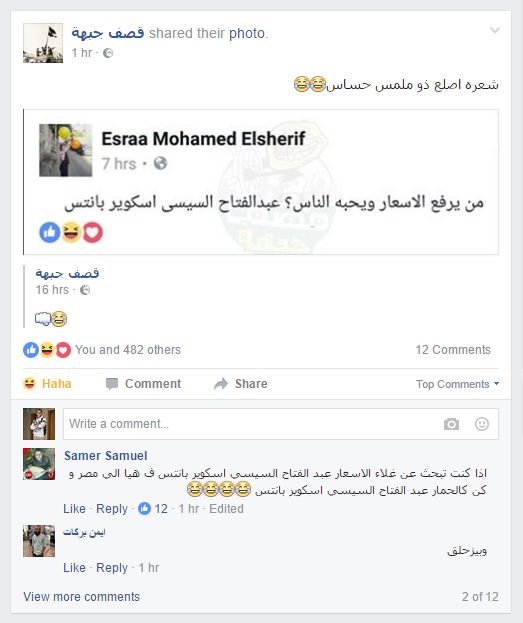 قصف جبهة shared their photo.
1 hr ·
شعره اصلع ذو ملمس حساس😂😂
Esraa Mohamed Elsherif
7 hrs ·
من يرفع الاسعار ويحبه الناس؟ عبدالفتاح السيسى اسكوير بانتس
قصف جبهة
16 hrs ·
👊😂
You and 482 others
12 Comments
Haha Comment Share Top Comments
Write a comment...
Samer Samuel
اذا كنت تبحث عن غلاء الاسعار عبد الفتاح السيسي اسكوير بانتس ف هيا الي مصر و
كن كالحمار عبد الفتاح السيسي اسكوير بانتس 😂😂😂😂
Like · Reply · 12 · 1 hr · Edited
ايمن بركات
وبيزحلق
Like · Reply · 1 hr
View more comments
2 of 12